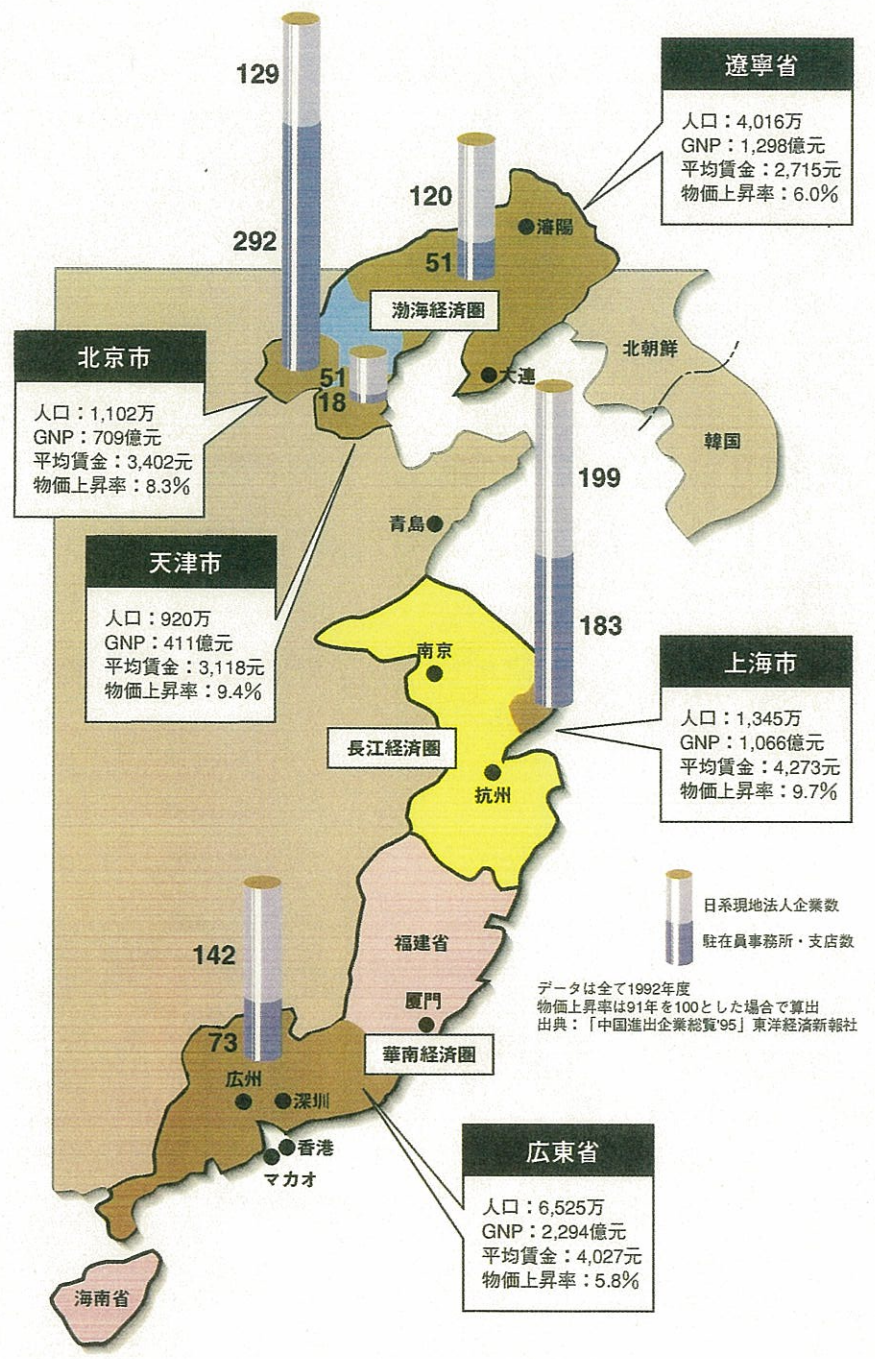 129
292
120
51
瀋陽
遼寧省
人口：4,016万
GNP：1,298億元
平均賃金：2,715元
物価上昇率：6.0%
渤海経済圏
大連
北朝鮮
韓国
北京市
人口：1,102万
GNP：709億元
平均賃金：3,402元
物価上昇率：8.3%
51
18
青島
199
183
天津市
人口：920万
GNP：411億元
平均賃金：3,118元
物価上昇率：9.4%
南京
長江経済圏
杭州
上海市
人口：1,345万
GNP：1,066億元
平均賃金：4,273元
物価上昇率：9.7%
日系現地法人企業数
駐在員事務所・支店数
データは全て1992年度
物価上昇率は91年を100とした場合で算出
出典：「中国進出企業総覧'95」東洋経済新報社
福建省
厦門
華南経済圏
142
73
広州
深圳
香港
マカオ
広東省
人口：6,525万
GNP：2,294億元
平均賃金：4,027元
物価上昇率：5.8%
海南省